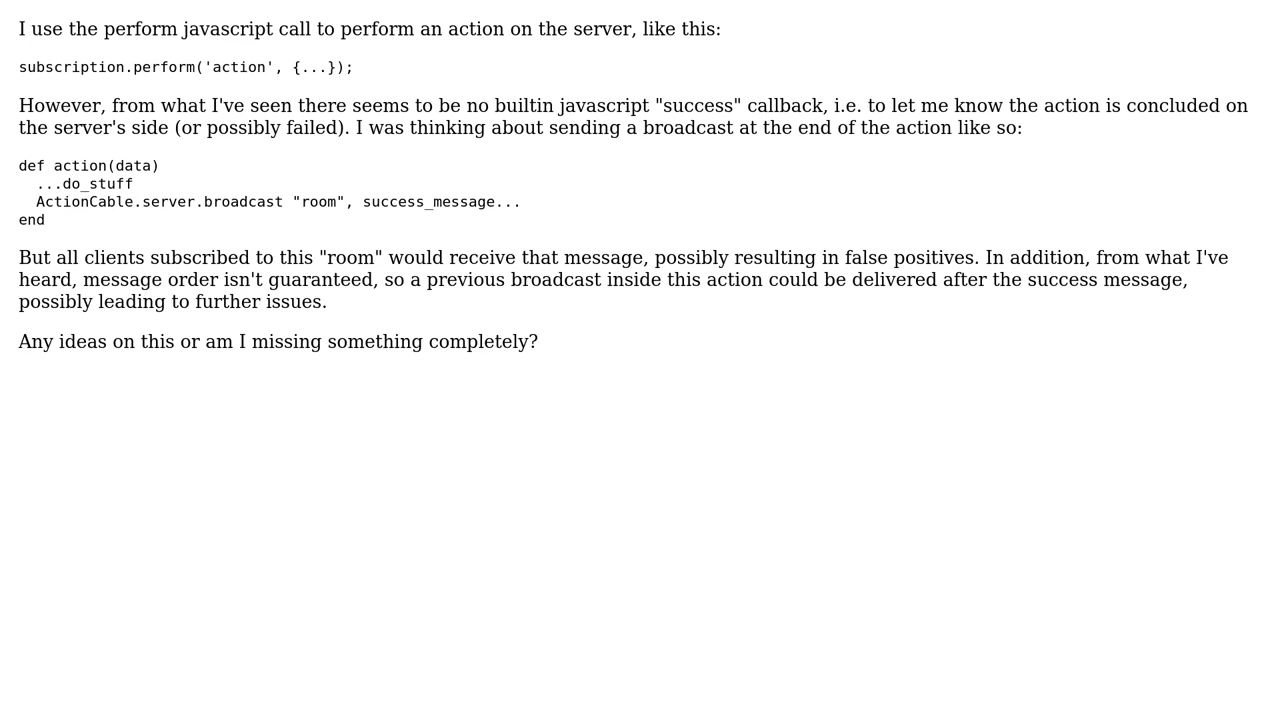 I use the perform javascript call to perform an action on the server, like this:
subscription.perform('action', {...});
However, from what I've seen there seems to be no builtin javascript "success" callback, i.e. to let me know the action is concluded on
the server's side (or possibly failed). I was thinking about sending a broadcast at the end of the action like so:
def action(data)
  ...do_stuff
  ActionCable.server.broadcast "room", success_message...
end
But all clients subscribed to this "room" would receive that message, possibly resulting in false positives. In addition, from what I've
heard, message order isn't guaranteed, so a previous broadcast inside this action could be delivered after the success message,
possibly leading to further issues.
Any ideas on this or am I missing something completely?